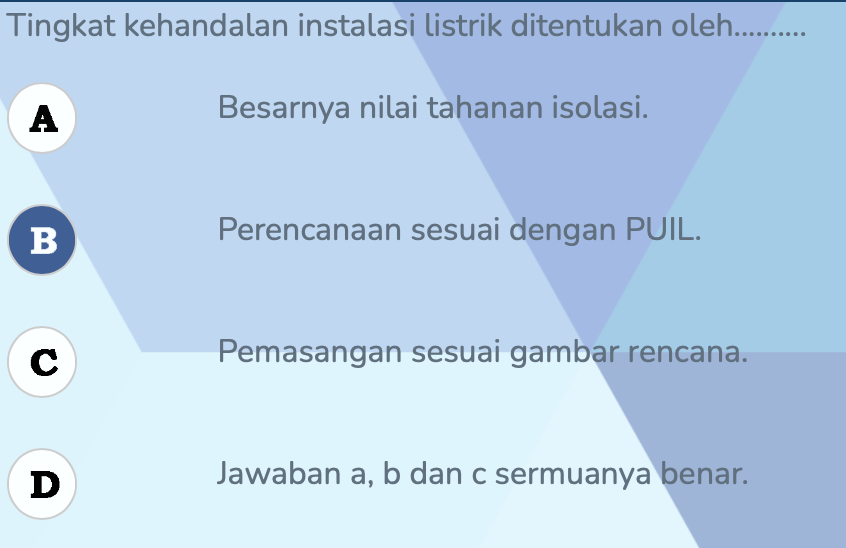 Tingkat kehandalan instalasi listrik ditentukan oleh..........
A Besarnya nilai tahanan isolasi.
B Perencanaan sesuai dengan PUIL.
C Pemasangan sesuai gambar rencana.
D Jawaban a, b dan c sermuanya benar.